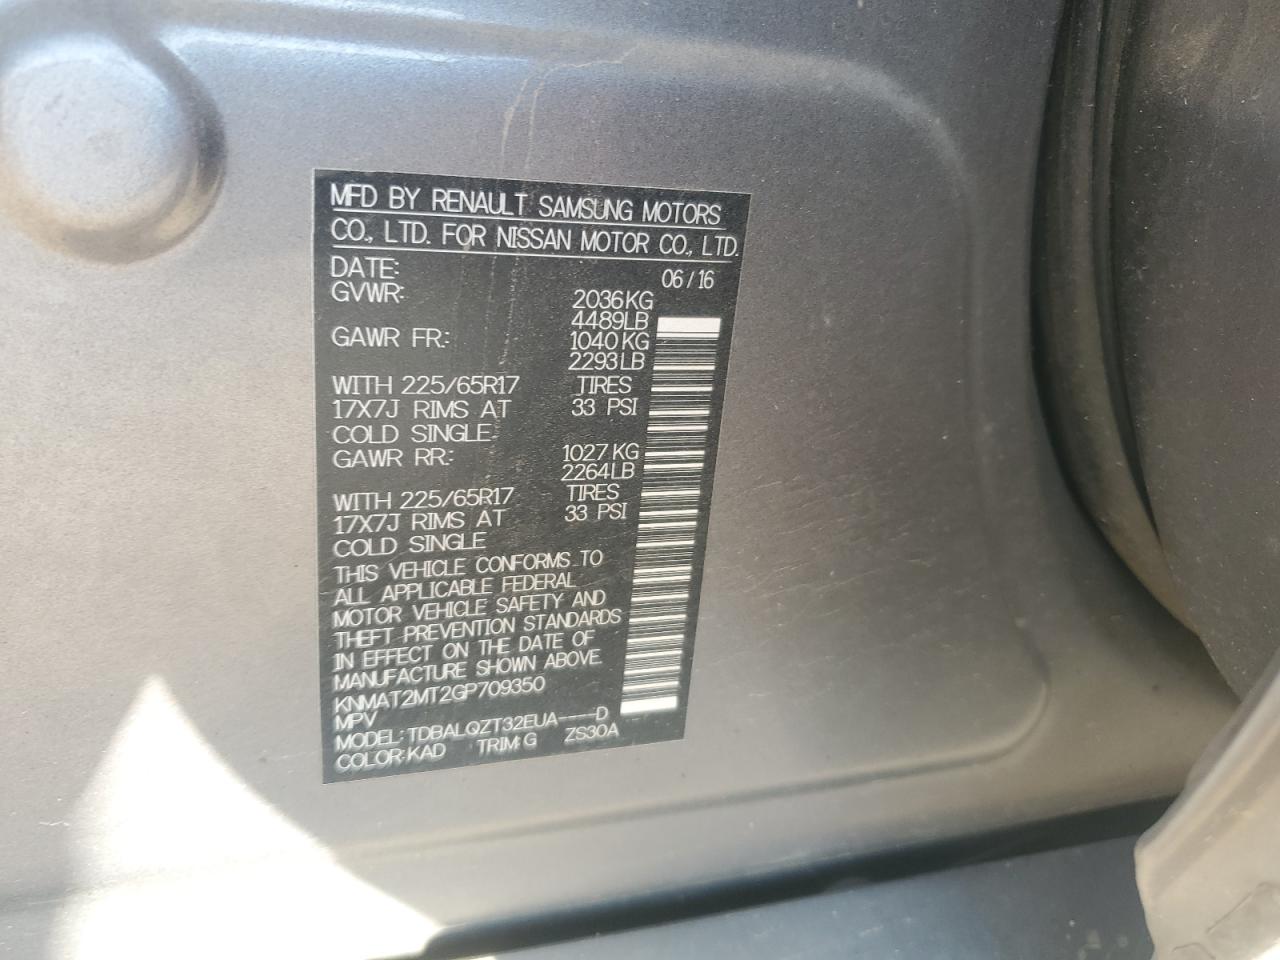 MFD BY RENAULT SAMSUNG MOTORS
CO., LTD. FOR NISSAN MOTOR CO., LTD.
DATE: 06/16
GVWR: 2036KG
4489LB
GAWR FR: 1040KG
2293LB
WITH 225/65R17 TIRES
17X7J RIMS AT 33 PSI
COLD SINGLE
GAWR RR: 1027KG
2264LB
WITH 225/65R17 TIRES
17X7J RIMS AT 33 PSI
COLD SINGLE
THIS VEHICLE CONFORMS TO
ALL APPLICABLE FEDERAL
MOTOR VEHICLE SAFETY AND
THEFT PREVENTION STANDARDS
IN EFFECT ON THE DATE OF
MANUFACTURE SHOWN ABOVE.
KNMAT2MT2GP709350
MPV
MODEL: TDBALQZT32EUA----D
COLOR: KAD TRIM: G ZS30A